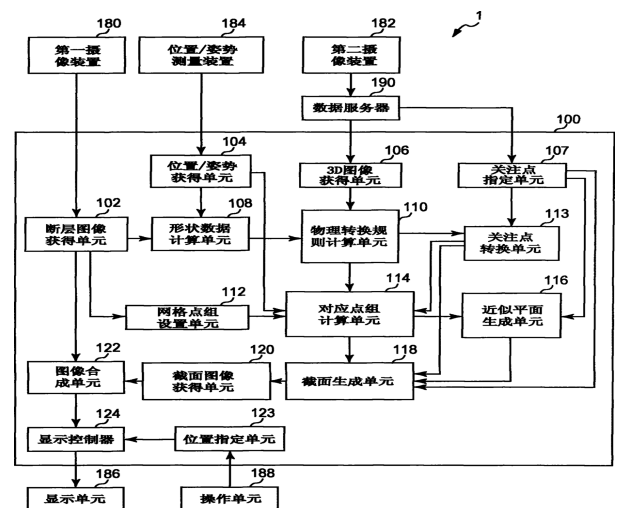 1
180
第一摄
像装置
184
位置/姿势
测量装置
182
第二摄
像装置
190
数据服务器
100
104
位置/姿势
获得单元
106
3D图像
获得单元
107
关注点
指定单元
102
断层图像
获得单元
108
形状数据
计算单元
110
物理转换规
则计算单元
113
关注点
转换单元
112
网格点组
设置单元
114
对应点组
计算单元
116
近似平面
生成单元
122
图像合
成单元
120
截面图像
获得单元
118
截面生成单元
124
显示控制器
123
位置指定单元
186
显示单元
188
操作单元